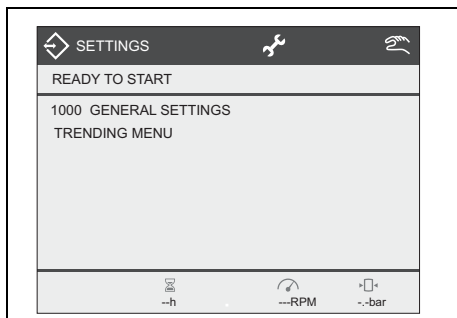 SETTINGS
READY TO START
1000 GENERAL SETTINGS
TRENDING MENU
--h ---RPM -.-bar